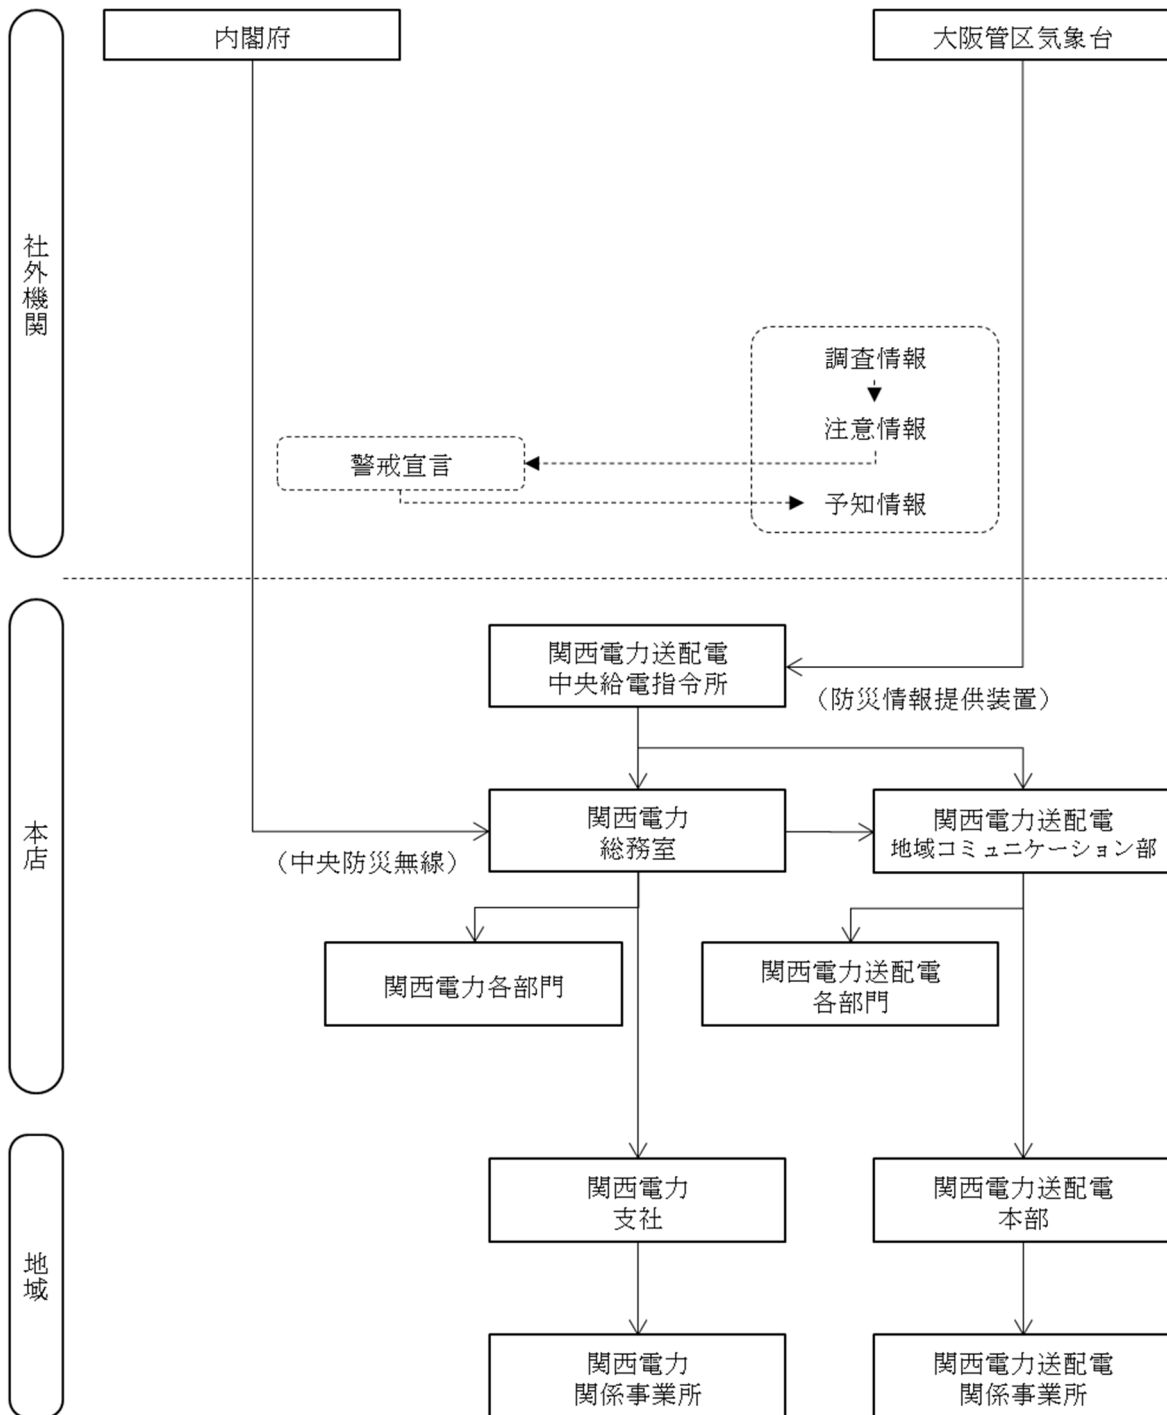 内閣府
大阪管区気象台
社外機関
調査情報
注意情報
警戒宣言
予知情報
関西電力送配電
中央給電指令所
（防災情報提供装置）
本店
関西電力
総務室
関西電力送配電
地域コミュニケーション部
（中央防災無線）
関西電力各部門
関西電力送配電
各部門
地域
関西電力
支社
関西電力送配電
本部
関西電力
関係事業所
関西電力送配電
関係事業所